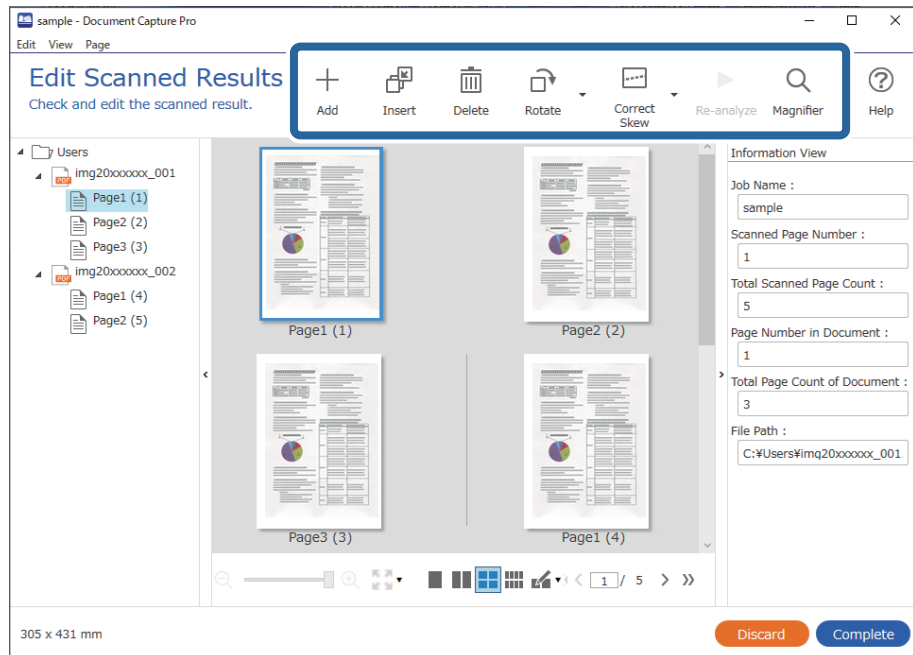 sample - Document Capture Pro
Edit View Page
Edit Scanned Results
Check and edit the scanned result.
Add
Insert
Delete
Rotate
Correct
Skew
Re-analyze
Magnifier
Help
Users
PDF
img20xxxxxx_001
Page1 (1)
Page2 (2)
Page3 (3)
PDF
img20xxxxxx_002
Page1 (4)
Page2 (5)
Page1 (1)
Page2 (2)
Page3 (3)
Page1 (4)
1 / 5
Information View
Job Name :
sample
Scanned Page Number :
1
Total Scanned Page Count :
5
Page Number in Document :
1
Total Page Count of Document :
3
File Path :
C:¥Users¥img20xxxxxx_001
305 x 431 mm
Discard
Complete